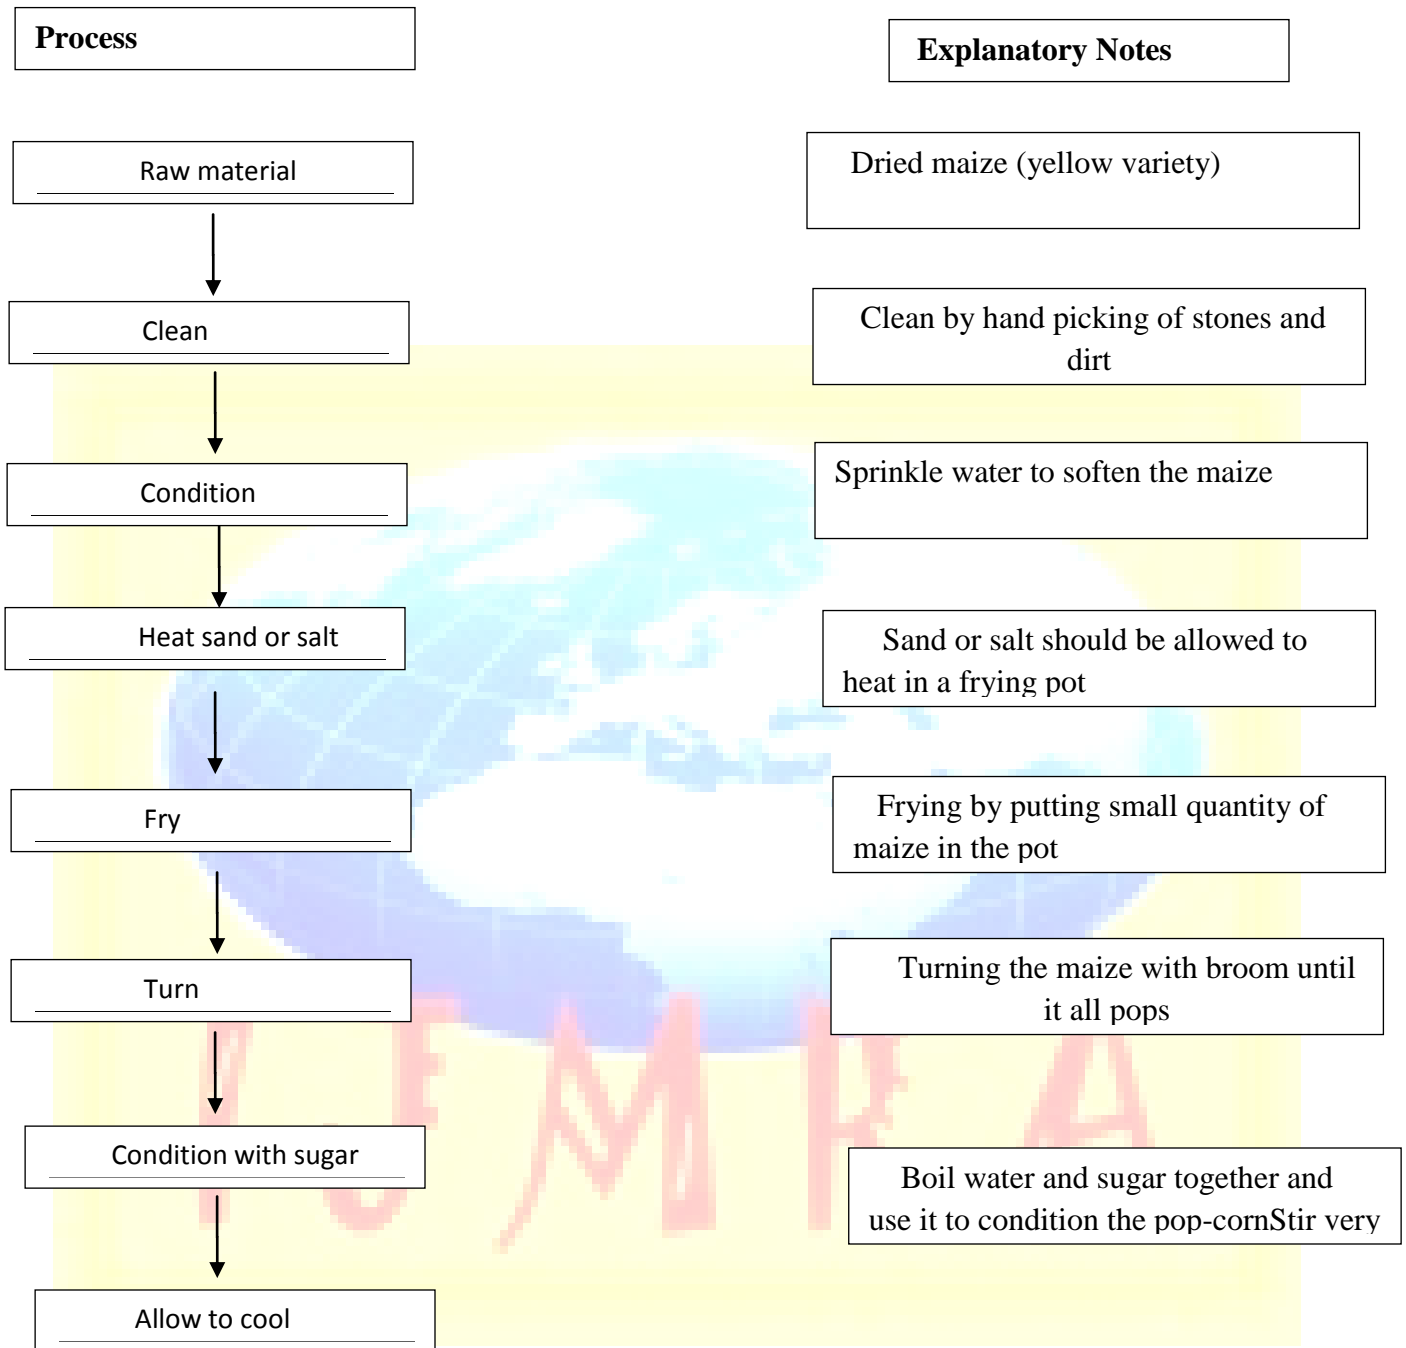 Process
Explanatory Notes
Raw material
Dried maize (yellow variety)
Clean
Clean by hand picking of stones and
dirt
Condition
Sprinkle water to soften the maize
Heat sand or salt
Sand or salt should be allowed to
heat in a frying pot
Fry
Frying by putting small quantity of
maize in the pot
Turn
Turning the maize with broom until
it all pops
Condition with sugar
Boil water and sugar together and
use it to condition the pop-cornStir very
Allow to cool